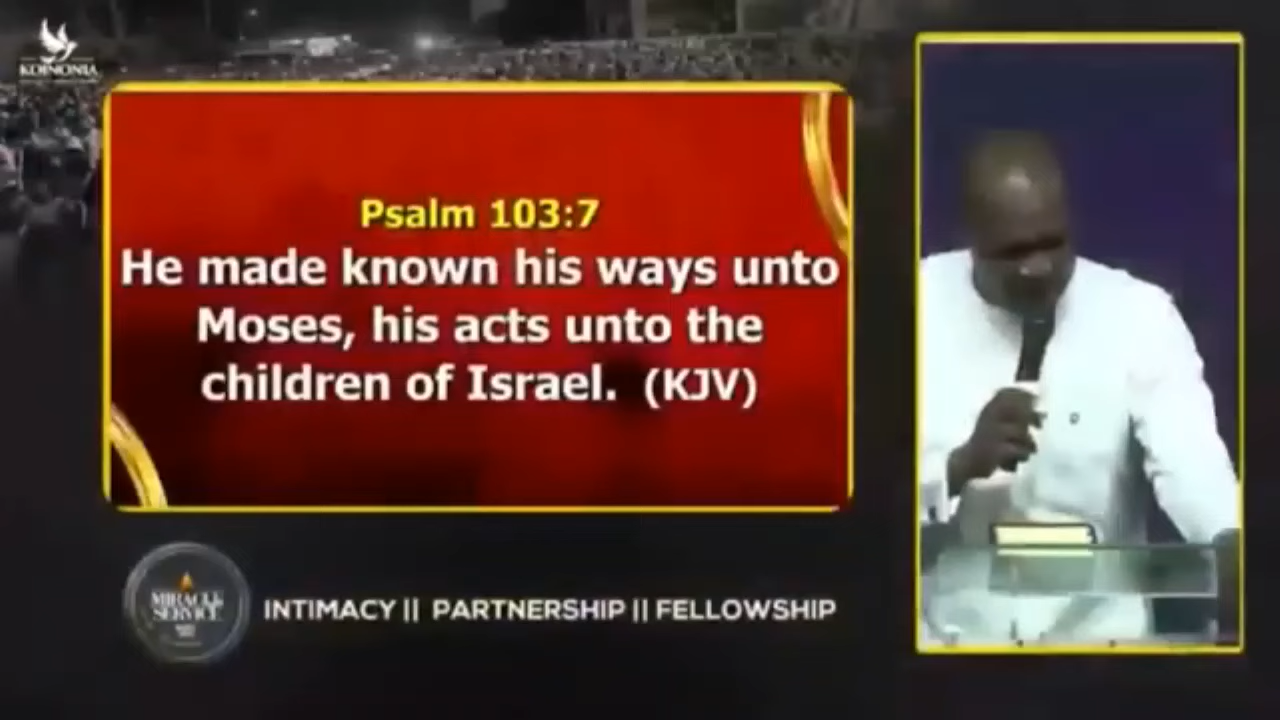 KOINONIA
Psalm 103:7
He made known his ways unto
Moses, his acts unto the
children of Israel. (KJV)
MIRACLE
SERVICE
INTIMACY || PARTNERSHIP || FELLOWSHIP